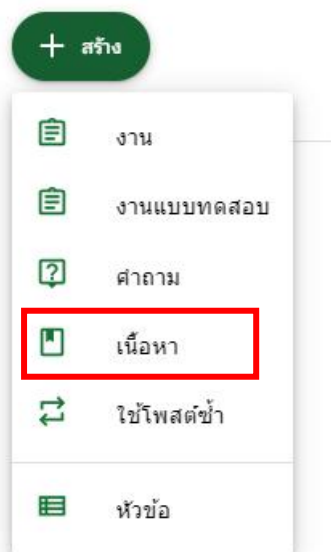 + สร้าง
งาน
งานแบบทดสอบ
คำถาม
เนื้อหา
ใช้โพสต์ซ้ำ
หัวข้อ